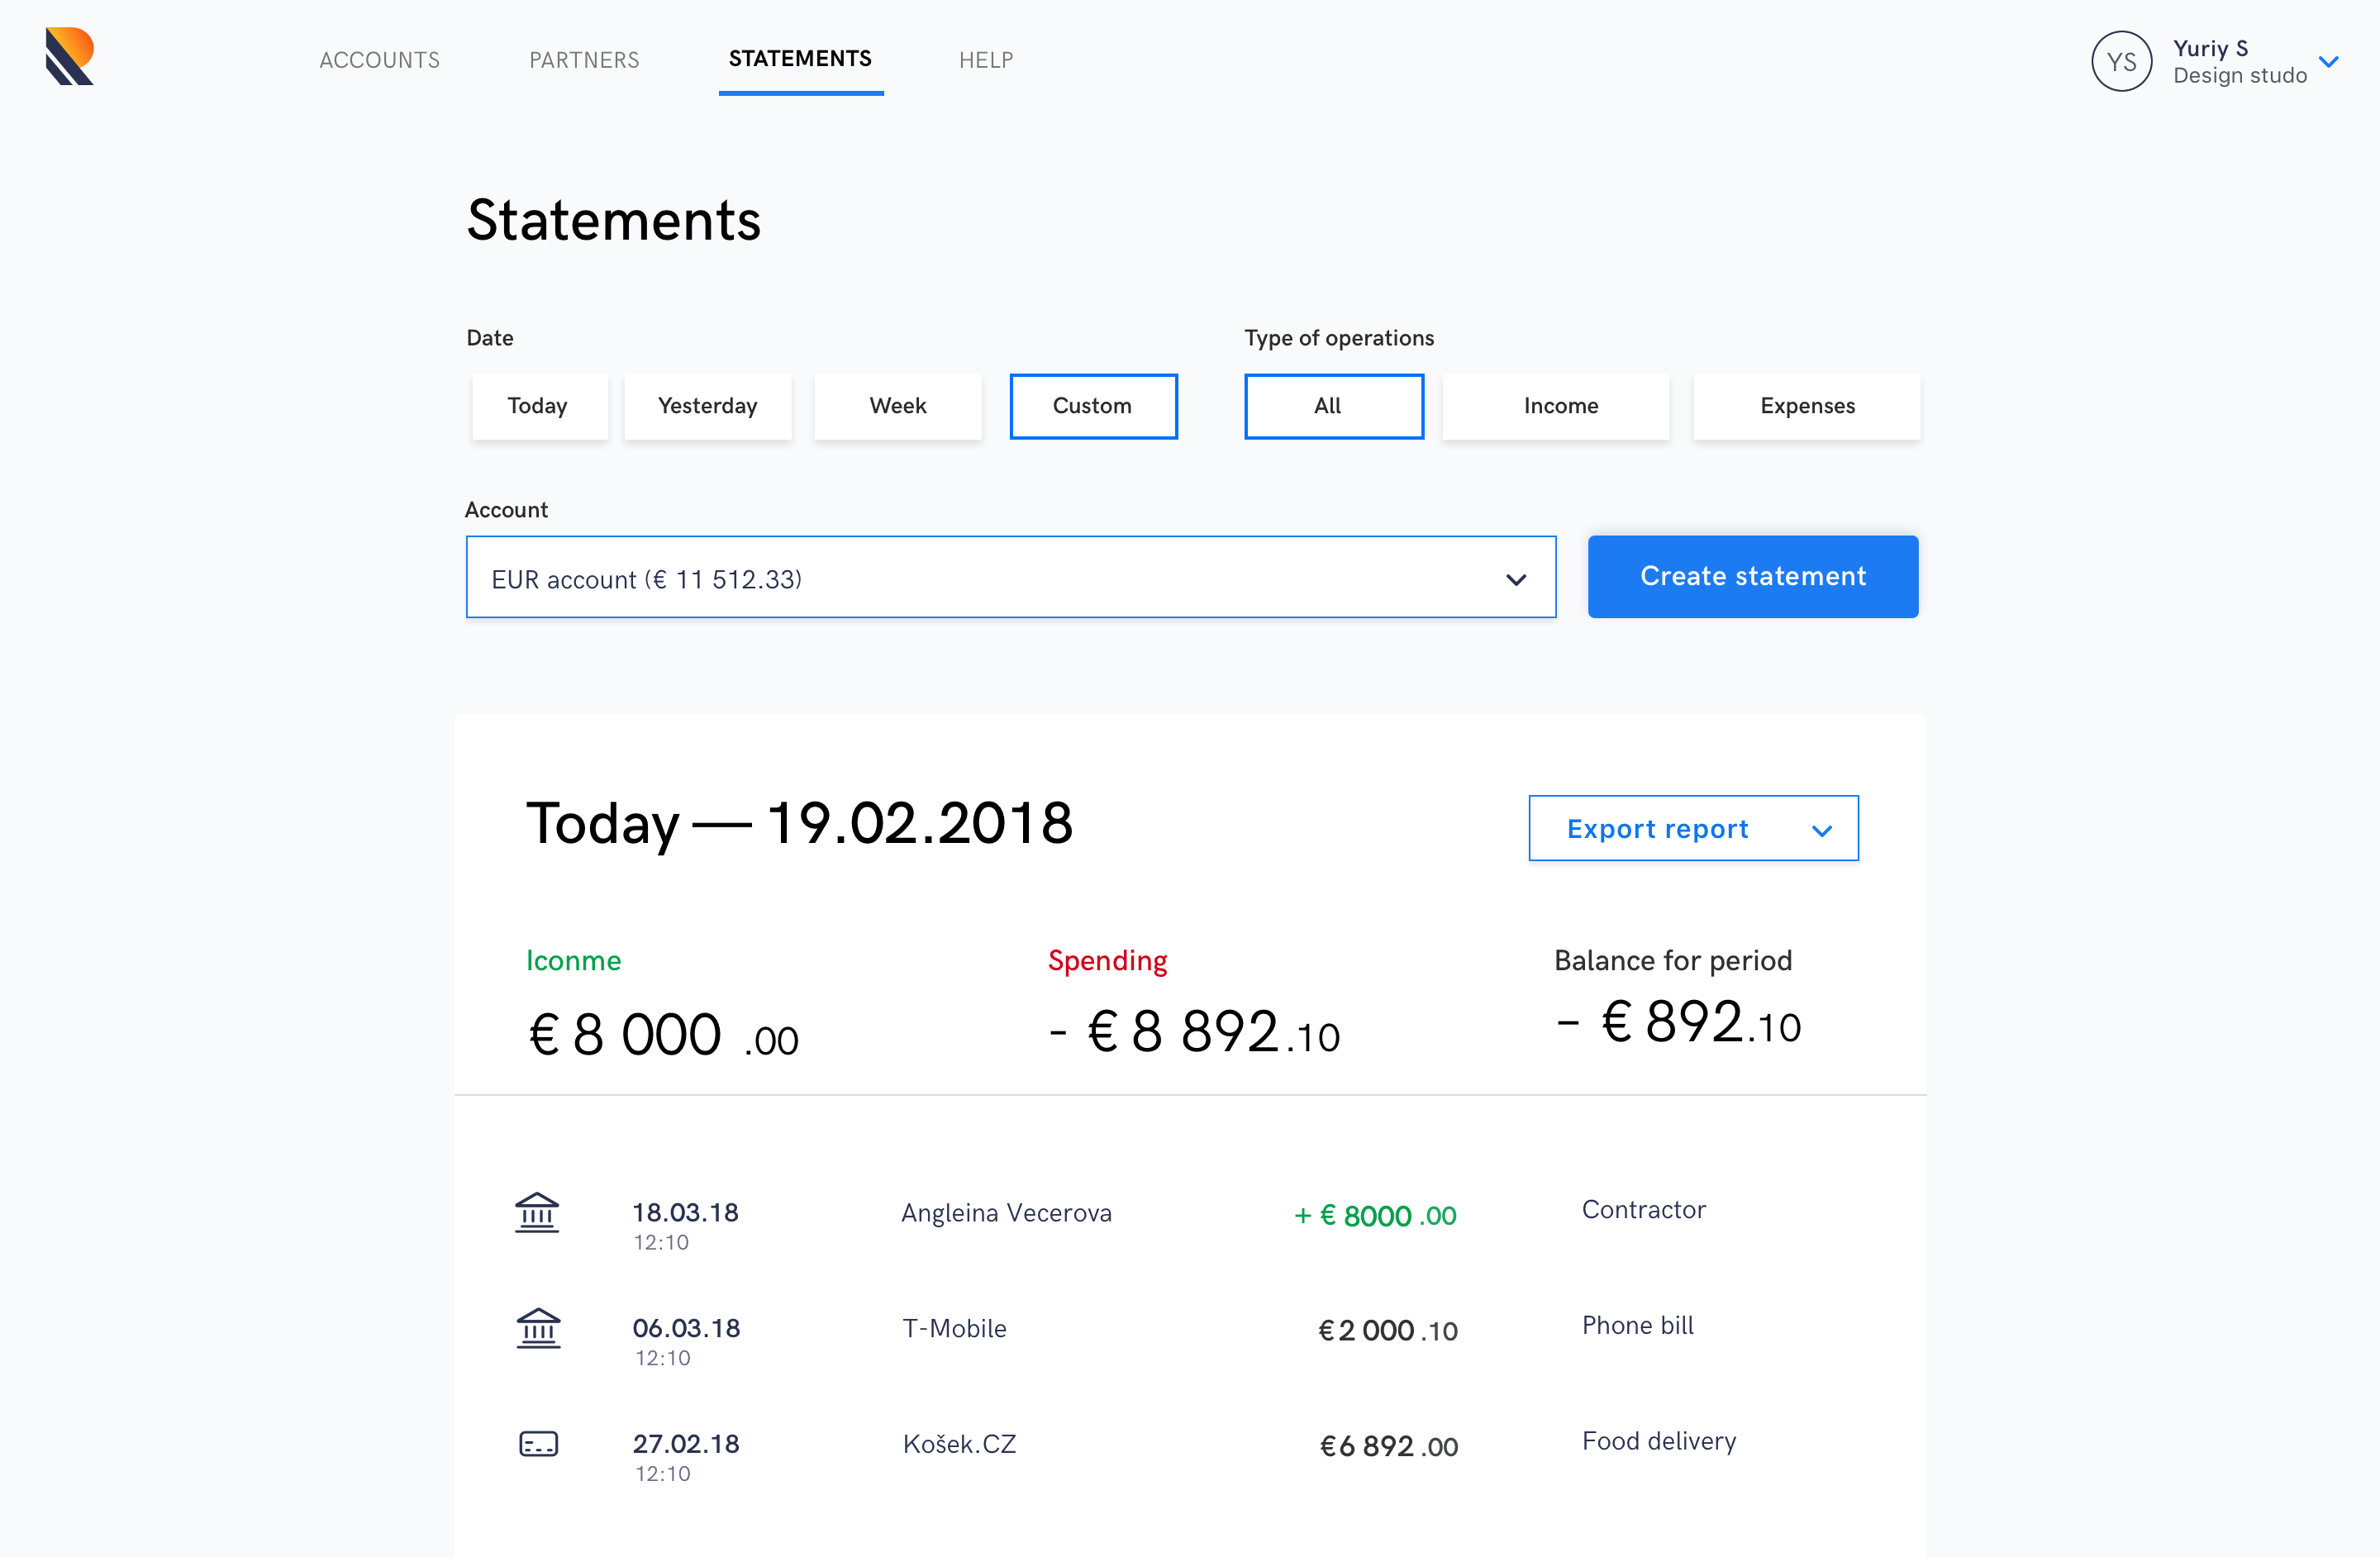 ACCOUNTS PARTNERS STATEMENTS HELP
YS Yuriy S
Design studo
Statements
Date
Today Yesterday Week Custom
Type of operations
All Income Expenses
Account
EUR account (€ 11 512.33)
Create statement
Today — 19.02.2018
Export report
Iconme
€ 8 000 .00
Spending
- € 8 892.10
Balance for period
– € 892.10
18.03.18 Angleina Vecerova + € 8000 .00 Contractor
12:10
06.03.18 T-Mobile €2 000 .10 Phone bill
12:10
27.02.18 Košek.CZ €6 892 .00 Food delivery
12:10